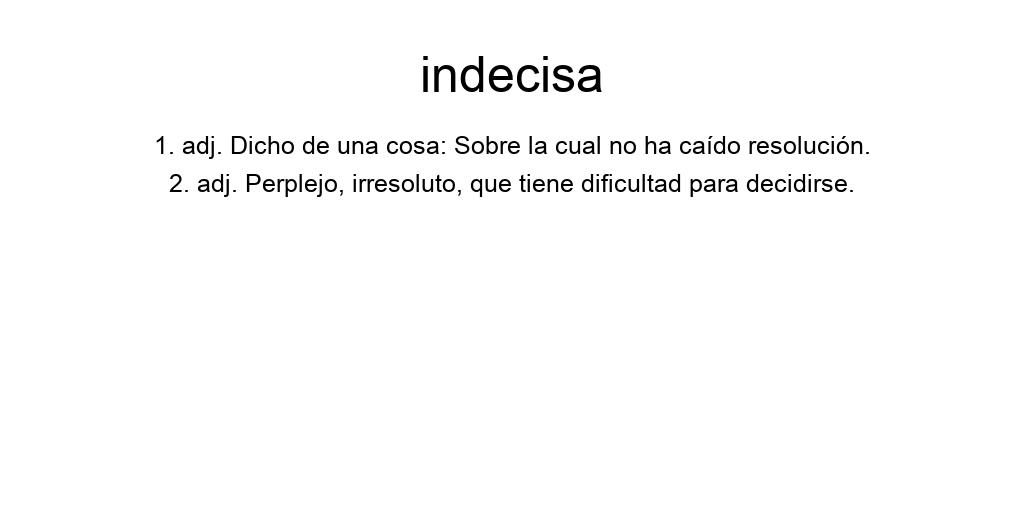 indecisa
1. adj. Dicho de una cosa: Sobre la cual no ha caído resolución.
2. adj. Perplejo, irresoluto, que tiene dificultad para decidirse.